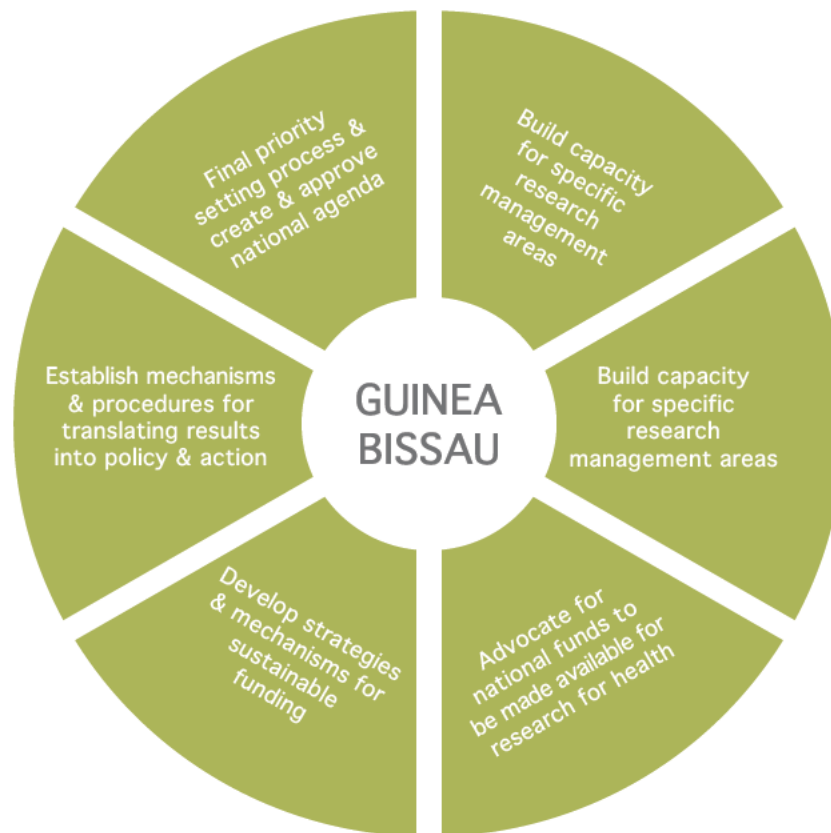 Final priority
setting process &
create & approve
national agenda
Build capacity
for specific
research
management
areas
Establish mechanisms
& procedures for
translating results
into policy & action
GUINEA
BISSAU
Build capacity
for specific
research
management areas
Develop strategies
& mechanisms for
sustainable
funding
Advocate for
national funds to
be made available for
research for health